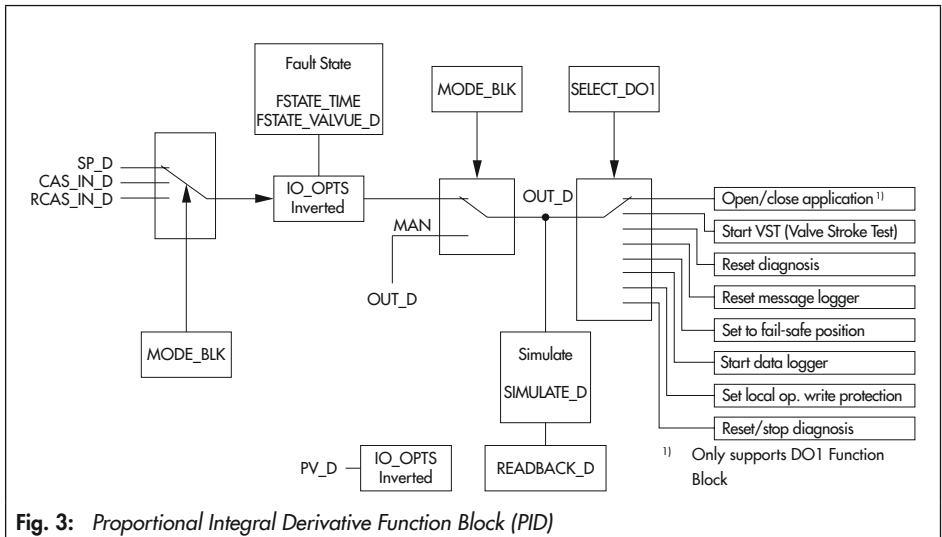 Fault State
FSTATE_TIME
FSTATE_VALVUE_D
MODE_BLK
SELECT_DO1
SP_D
CAS_IN_D
RCAS_IN_D
IO_OPTS
Inverted
MAN
OUT_D
OUT_D
Open/close application 1)
Start VST (Valve Stroke Test)
Reset diagnosis
Reset message logger
Set to fail-safe position
Start data logger
Set local op. write protection
Reset/stop diagnosis
MODE_BLK
Simulate
SIMULATE_D
PV_D
IO_OPTS
Inverted
READBACK_D
1) Only supports DO1 Function
Block
Fig. 3: Proportional Integral Derivative Function Block (PID)